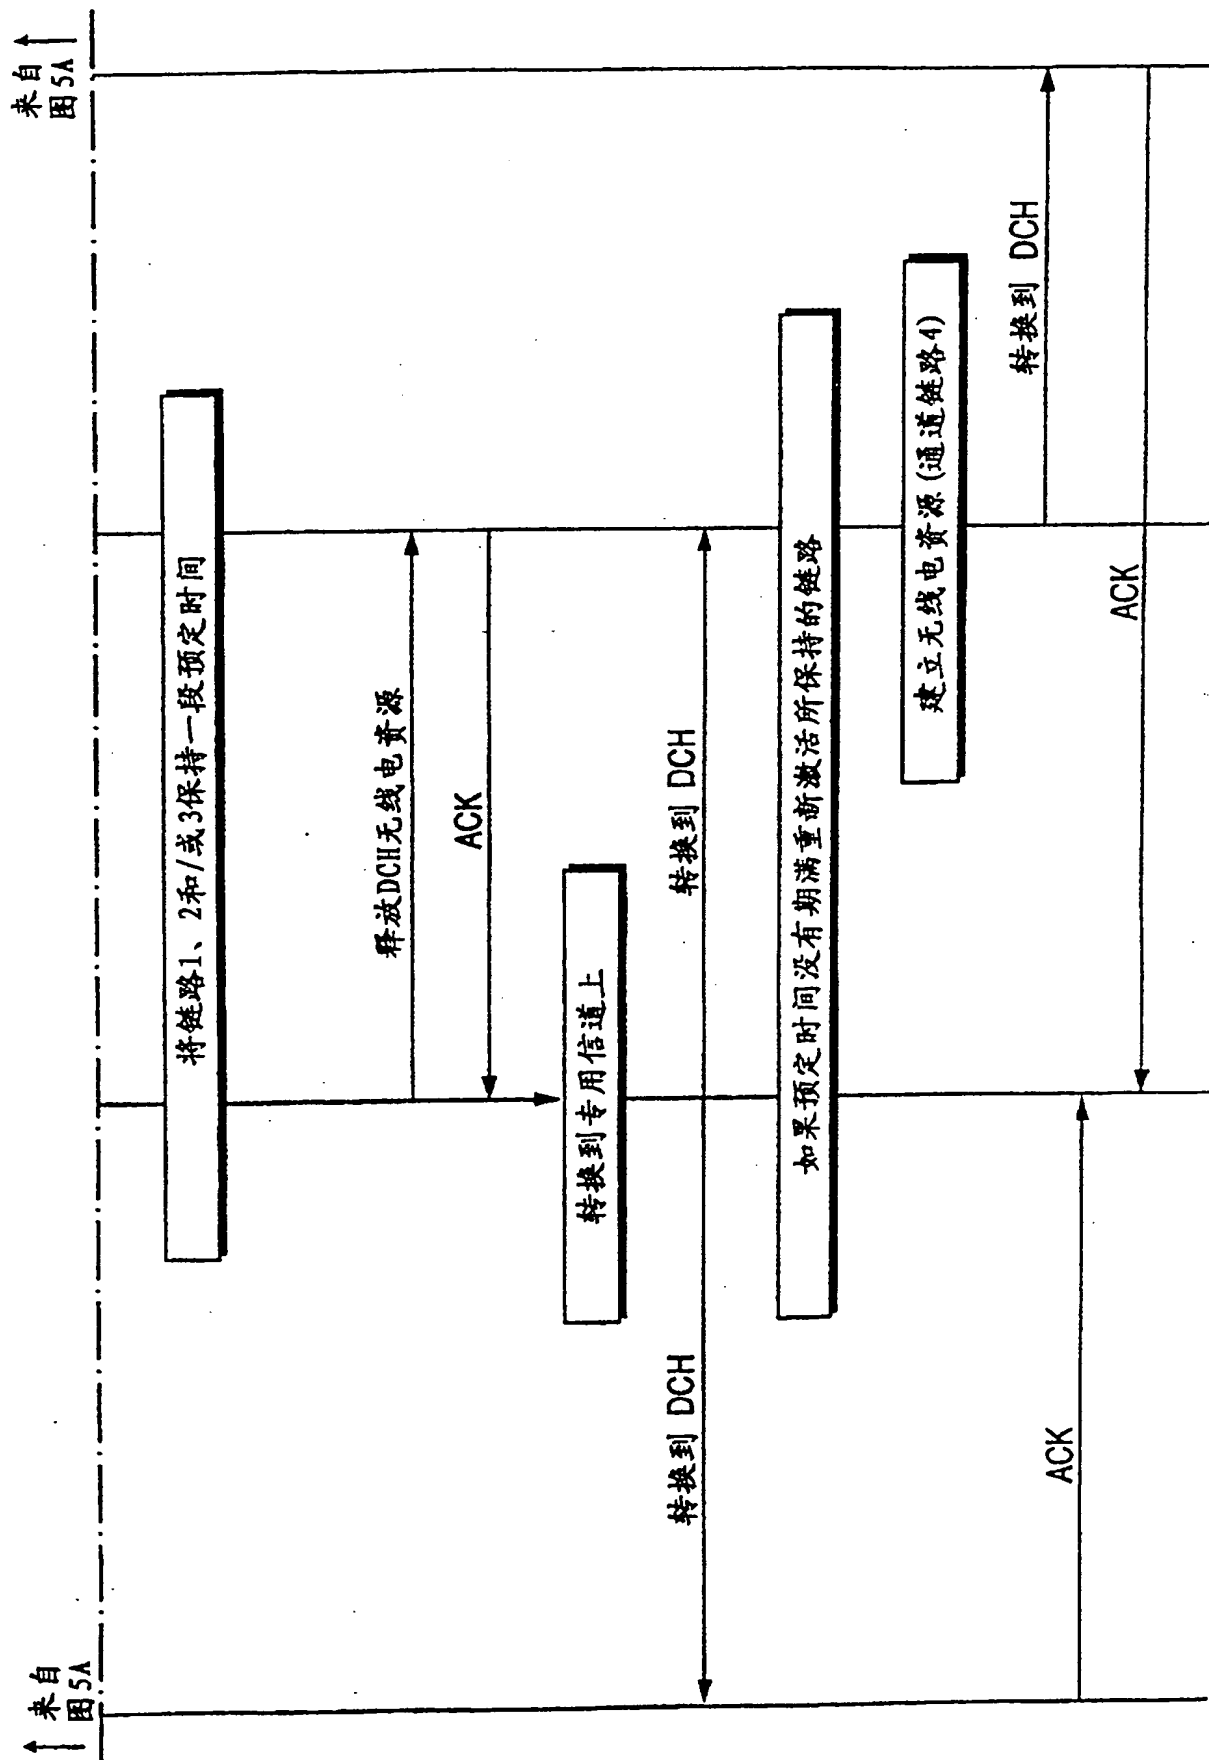 来自
图5A
来自
图5A
将链路1、2和/或3保持一段预定时间
释放DCH无线电资源
ACK
转换到专用信道上
转换到 DCH
转换到 DCH
如果预定时间没有期满重新激活所保持的链路
建立无线电资源(通道链路4)
转换到 DCH
ACK
ACK